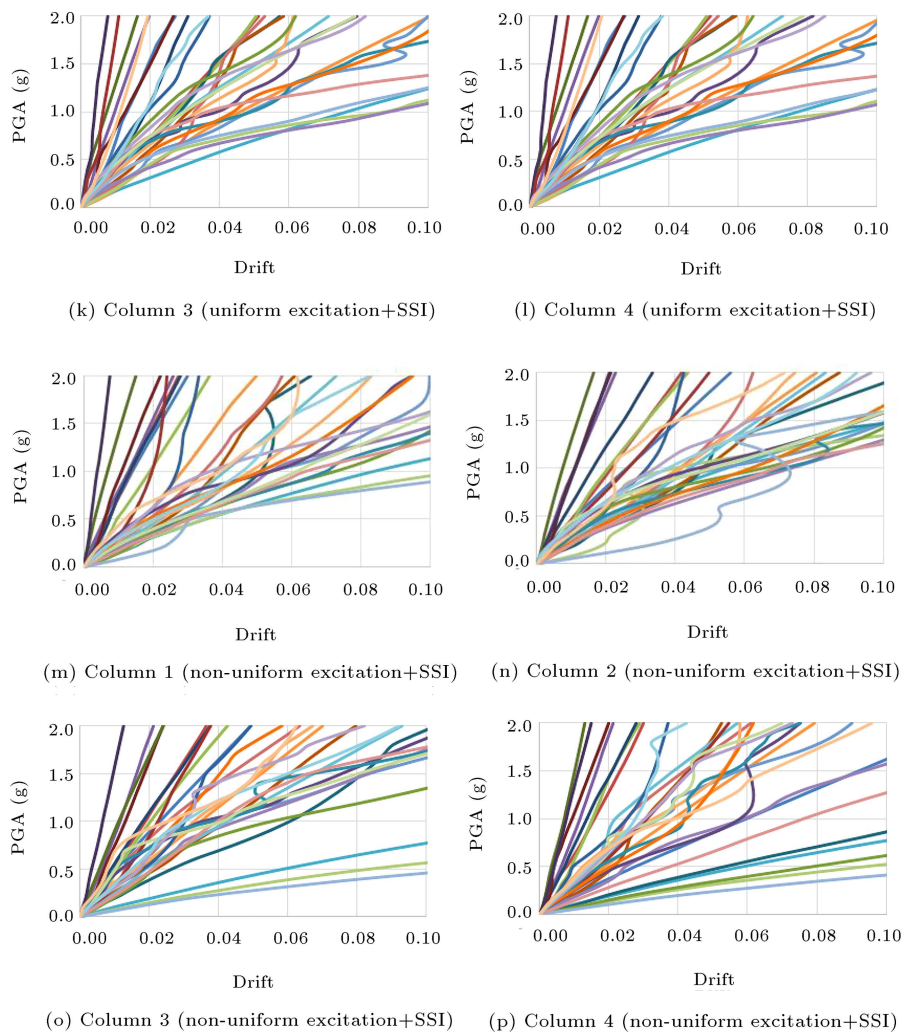 2.0
1.5
1.0
0.5
0.0
PGA (g)
0.00 0.02 0.04 0.06 0.08 0.10
Drift
(k) Column 3 (uniform excitation+SSI)
2.0
1.5
1.0
0.5
0.0
PGA (g)
0.00 0.02 0.04 0.06 0.08 0.10
Drift
(l) Column 4 (uniform excitation+SSI)
2.0
1.5
1.0
0.5
0.0
PGA (g)
0.00 0.02 0.04 0.06 0.08 0.10
Drift
(m) Column 1 (non-uniform excitation+SSI)
2.0
1.5
1.0
0.5
0.0
PGA (g)
0.00 0.02 0.04 0.06 0.08 0.10
Drift
(n) Column 2 (non-uniform excitation+SSI)
2.0
1.5
1.0
0.5
0.0
PGA (g)
0.00 0.02 0.04 0.06 0.08 0.10
Drift
(o) Column 3 (non-uniform excitation+SSI)
2.0
1.5
1.0
0.5
0.0
PGA (g)
0.00 0.02 0.04 0.06 0.08 0.10
Drift
(p) Column 4 (non-uniform excitation+SSI)